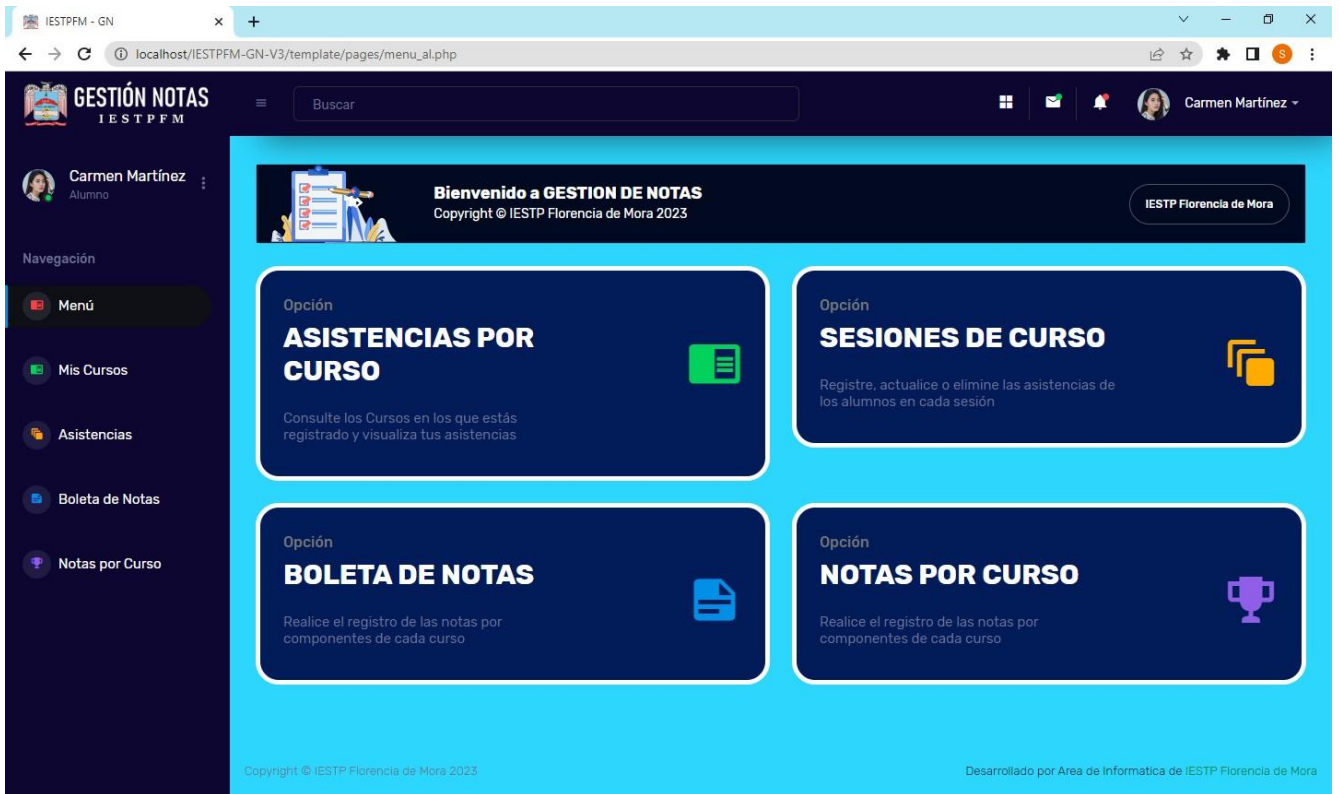 IESTPFM - GN
localhost/IESTPFM-GN-V3/template/pages/menu_al.php
S
GESTIÓN NOTAS
IESTPFM
Buscar
Carmen Martínez
Carmen Martínez
Alumno
Bienvenido a GESTION DE NOTAS
Copyright © IESTP Florencia de Mora 2023
IESTP Florencia de Mora
Navegación
Menú
Mis Cursos
Asistencias
Boleta de Notas
Notas por Curso
Opción
ASISTENCIAS POR
CURSO
Consulte los Cursos en los que estás
registrado y visualiza tus asistencias
Opción
SESIONES DE CURSO
Registre, actualice o elimine las asistencias de
los alumnos en cada sesión
Opción
BOLETA DE NOTAS
Realice el registro de las notas por
componentes de cada curso
Opción
NOTAS POR CURSO
Realice el registro de las notas por
componentes de cada curso
Copyright © IESTP Florencia de Mora 2023
Desarrollado por Area de Informatica de IESTP Florencia de Mora